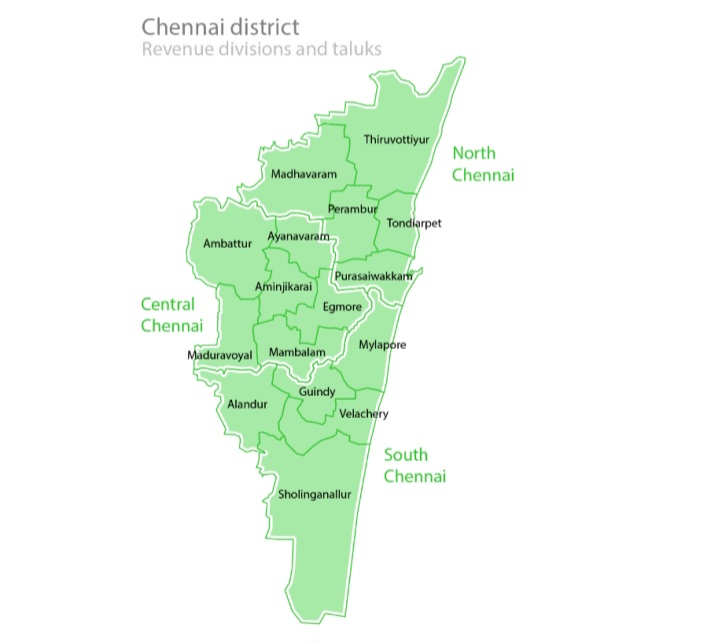 Chennai district
Revenue divisions and taluks
Thiruvottiyur
North
Chennai
Madhavaram
Perambur
Tondiarpet
Ayanavaram
Ambattur
Purasaiwakkam
Aminjikarai
Egmore
Central
Chennai
Mylapore
Maduravoyal
Mambalam
Guindy
Alandur
Velachery
South
Chennai
Sholinganallur